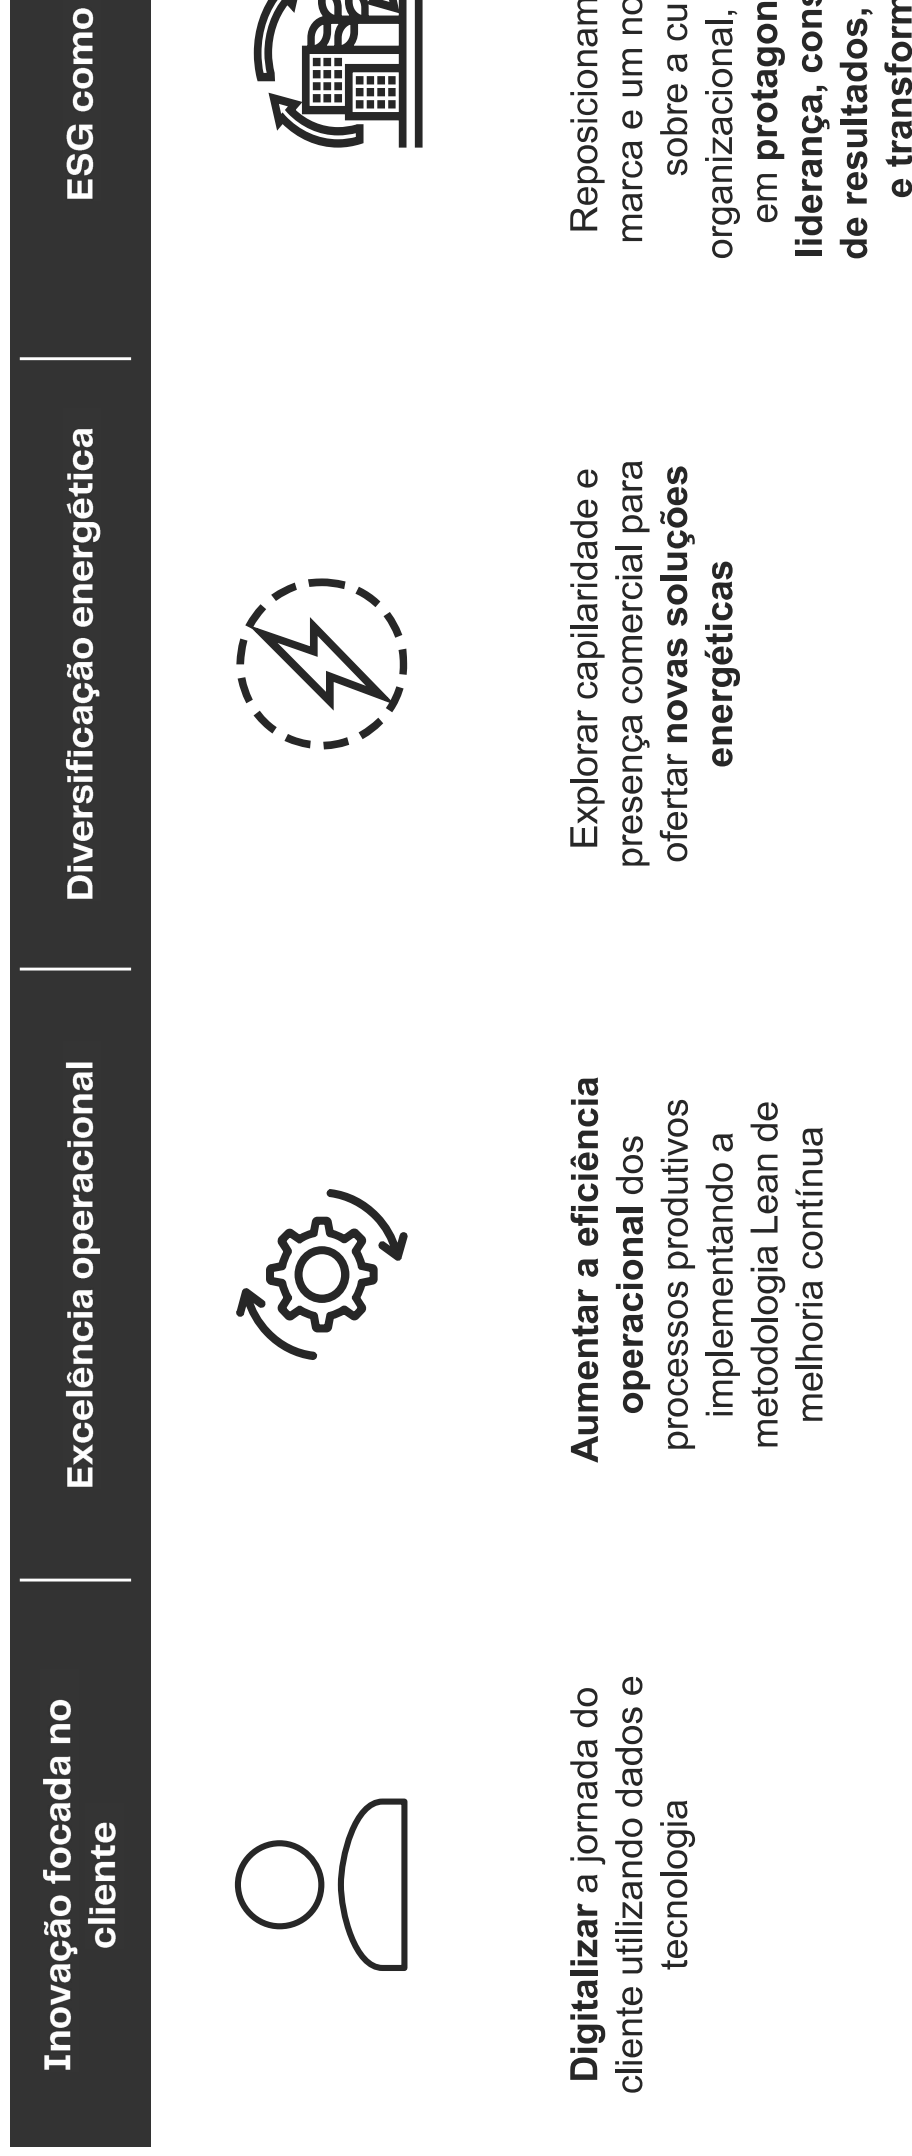 Inovação focada no
cliente
Digitalizar a jornada do
cliente utilizando dados e
tecnologia
Excelência operacional
Aumentar a eficiência
operacional dos
processos produtivos
implementando a
metodologia Lean de
melhoria contínua
Diversificação energética
Explorar capilaridade e
presença comercial para
ofertar novas soluções
energéticas
ESG como
Reposicionam
marca e um no
sobre a cu
organizacional,
em protagon
liderança, cons
de resultados,
e transform